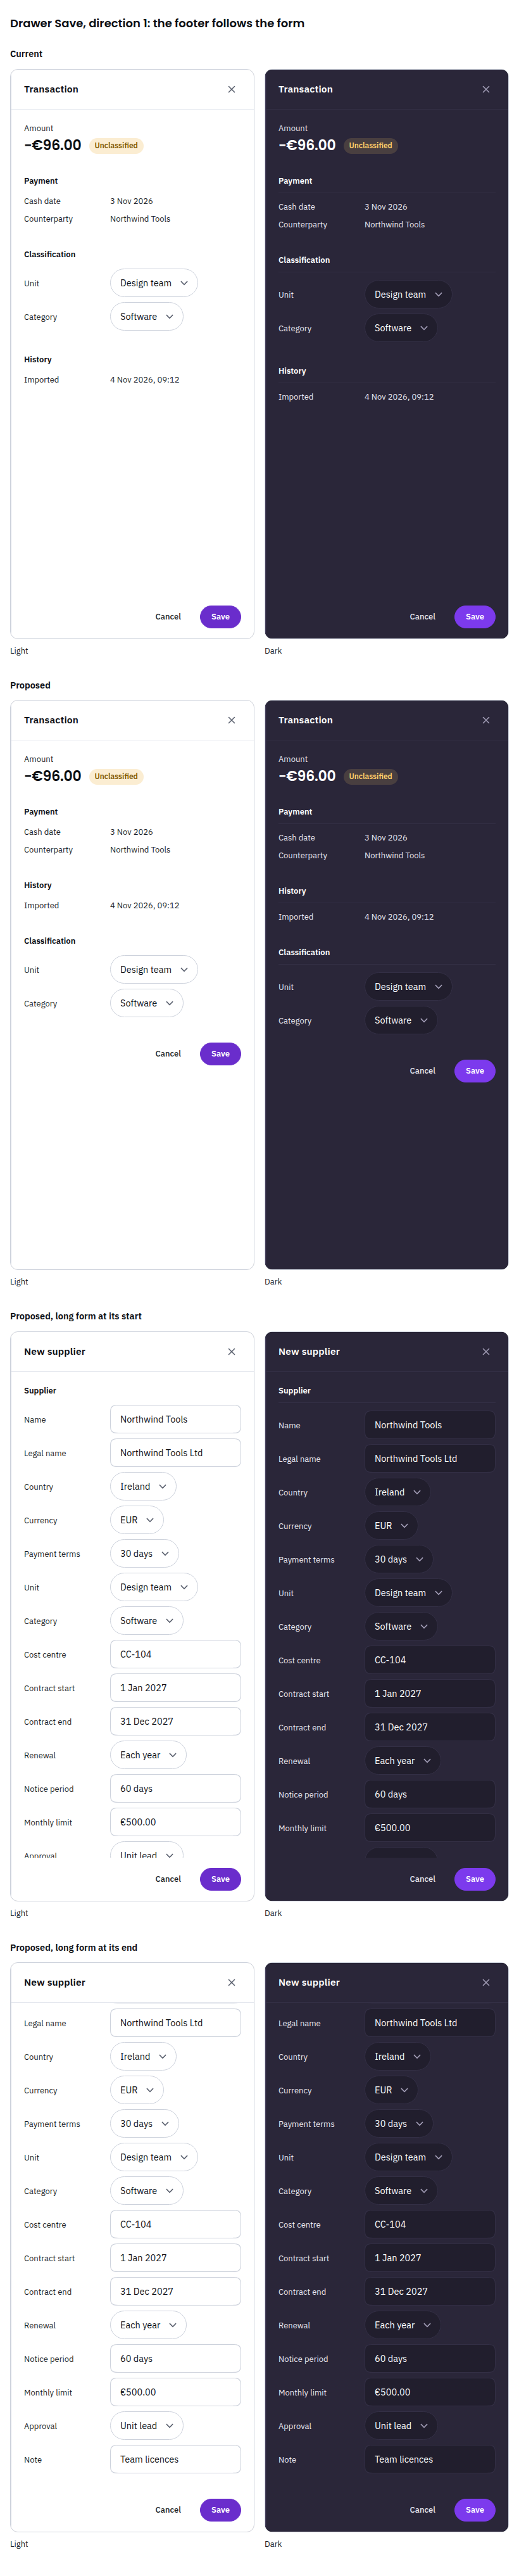 Drawer Save, direction 1: the footer follows the form
Current
Transaction
Amount
-€96.00 Unclassified
Payment
Cash date 3 Nov 2026
Counterparty Northwind Tools
Classification
Unit Design team
Category Software
History
Imported 4 Nov 2026, 09:12
Cancel Save
Light
Transaction
Amount
-€96.00 Unclassified
Payment
Cash date 3 Nov 2026
Counterparty Northwind Tools
Classification
Unit Design team
Category Software
History
Imported 4 Nov 2026, 09:12
Cancel Save
Dark
Proposed
Transaction
Amount
-€96.00 Unclassified
Payment
Cash date 3 Nov 2026
Counterparty Northwind Tools
History
Imported 4 Nov 2026, 09:12
Classification
Unit Design team
Category Software
Cancel Save
Light
Transaction
Amount
-€96.00 Unclassified
Payment
Cash date 3 Nov 2026
Counterparty Northwind Tools
History
Imported 4 Nov 2026, 09:12
Classification
Unit Design team
Category Software
Cancel Save
Dark
Proposed, long form at its start
New supplier
Supplier
Name Northwind Tools
Legal name Northwind Tools Ltd
Country Ireland
Currency EUR
Payment terms 30 days
Unit Design team
Category Software
Cost centre CC-104
Contract start 1 Jan 2027
Contract end 31 Dec 2027
Renewal Each year
Notice period 60 days
Monthly limit €500.00
Approval Unit lead
Cancel Save
Light
New supplier
Supplier
Name Northwind Tools
Legal name Northwind Tools Ltd
Country Ireland
Currency EUR
Payment terms 30 days
Unit Design team
Category Software
Cost centre CC-104
Contract start 1 Jan 2027
Contract end 31 Dec 2027
Renewal Each year
Notice period 60 days
Monthly limit €500.00
Cancel Save
Dark
Proposed, long form at its end
New supplier
Legal name Northwind Tools Ltd
Country Ireland
Currency EUR
Payment terms 30 days
Unit Design team
Category Software
Cost centre CC-104
Contract start 1 Jan 2027
Contract end 31 Dec 2027
Renewal Each year
Notice period 60 days
Monthly limit €500.00
Approval Unit lead
Note Team licences
Cancel Save
Light
New supplier
Legal name Northwind Tools Ltd
Country Ireland
Currency EUR
Payment terms 30 days
Unit Design team
Category Software
Cost centre CC-104
Contract start 1 Jan 2027
Contract end 31 Dec 2027
Renewal Each year
Notice period 60 days
Monthly limit €500.00
Approval Unit lead
Note Team licences
Cancel Save
Dark